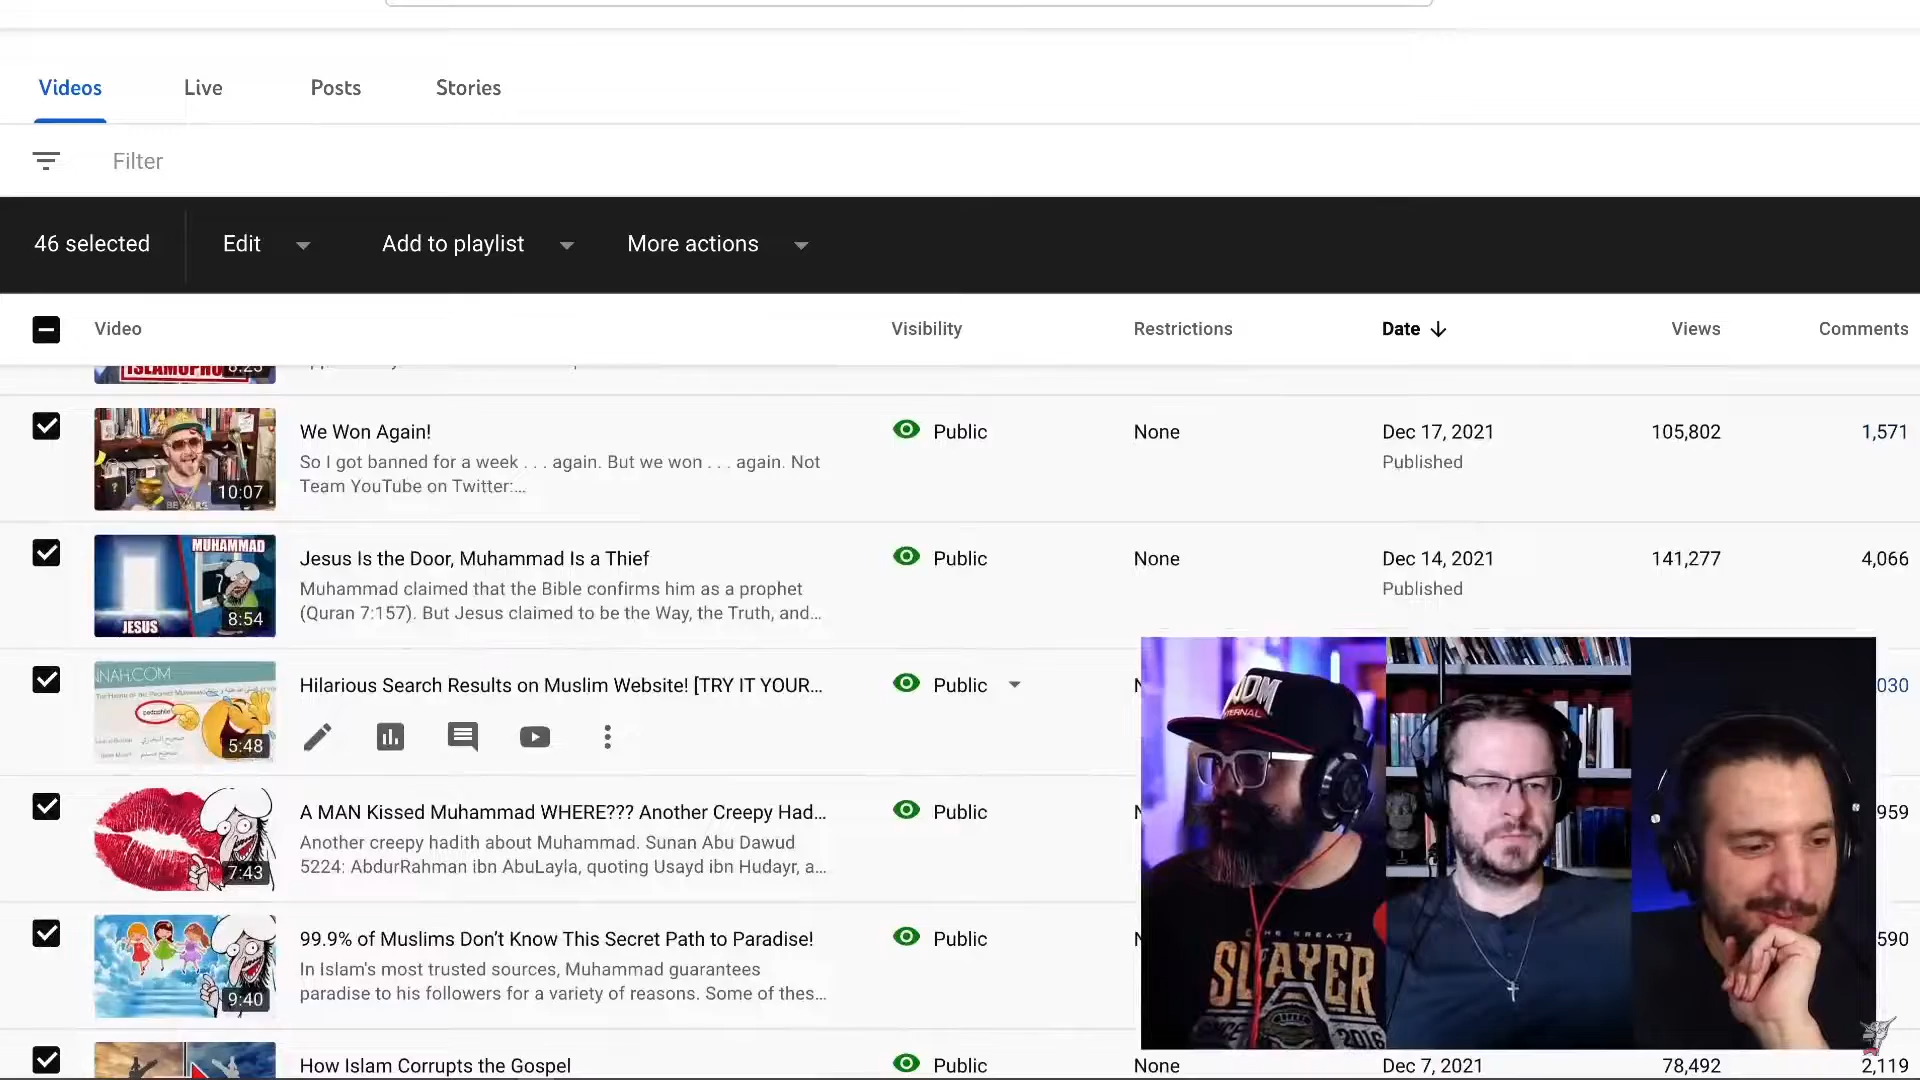 Videos Live Posts Stories
Filter
46 selected Edit Add to playlist More actions
Video Visibility Restrictions Date Views Comments
8:23
We Won Again! Public None Dec 17, 2021 105,802 1,571
So I got banned for a week . . . again. But we won . . . again. Not Published
Team YouTube on Twitter:...
10:07
MUHAMMAD
Jesus Is the Door, Muhammad Is a Thief Public None Dec 14, 2021 141,277 4,066
Muhammad claimed that the Bible confirms him as a prophet Published
(Quran 7:157). But Jesus claimed to be the Way, the Truth, and...
JESUS 8:54
NNAH.COM
Hilarious Search Results on Muslim Website! [TRY IT YOUR... Public 030
5:48
A MAN Kissed Muhammad WHERE??? Another Creepy Had... Public 959
Another creepy hadith about Muhammad. Sunan Abu Dawud
5224: AbdurRahman ibn AbuLayla, quoting Usayd ibn Hudayr, a...
7:43
99.9% of Muslims Don't Know This Secret Path to Paradise! Public 590
In Islam's most trusted sources, Muhammad guarantees
paradise to his followers for a variety of reasons. Some of thes...
9:40
SLAYER
2016
How Islam Corrupts the Gospel Public None Dec 7, 2021 78,492 2,119